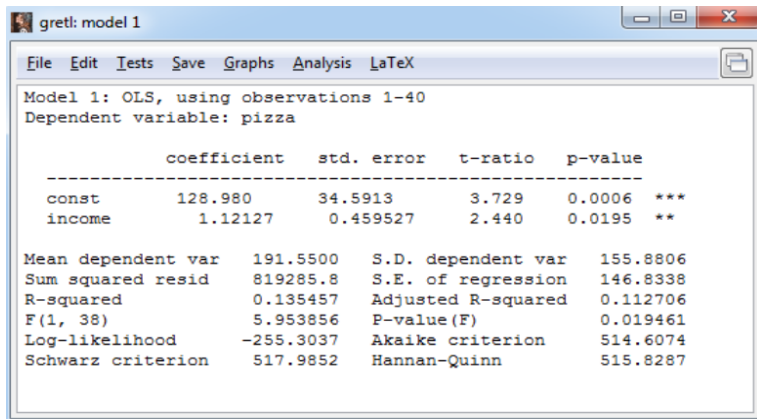 gretl: model 1
File Edit Tests Save Graphs Analysis LaTeX
Model 1: OLS, using observations 1-40
Dependent variable: pizza
coefficient std. error t-ratio p-value
--------------------------------------------------------
const 128.980 34.5913 3.729 0.0006 ***
income 1.12127 0.459527 2.440 0.0195 **
Mean dependent var 191.5500 S.D. dependent var 155.8806
Sum squared resid 819285.8 S.E. of regression 146.8338
R-squared 0.135457 Adjusted R-squared 0.112706
F(1, 38) 5.953856 P-value(F) 0.019461
Log-likelihood -255.3037 Akaike criterion 514.6074
Schwarz criterion 517.9852 Hannan-Quinn 515.8287